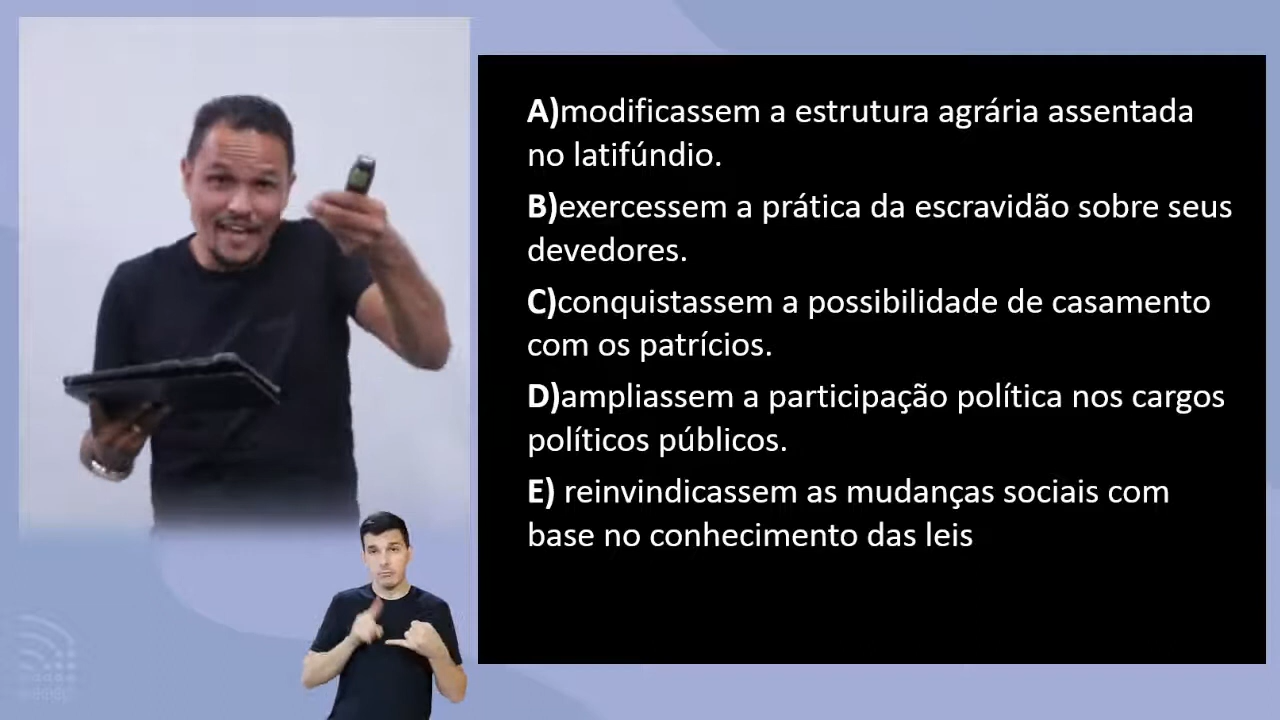 A)modificassem a estrutura agrária assentada
no latifúndio.
B)exercessem a prática da escravidão sobre seus
devedores.
C)conquistassem a possibilidade de casamento
com os patrícios.
D)ampliassem a participação política nos cargos
políticos públicos.
E) reinvindicassem as mudanças sociais com
base no conhecimento das leis